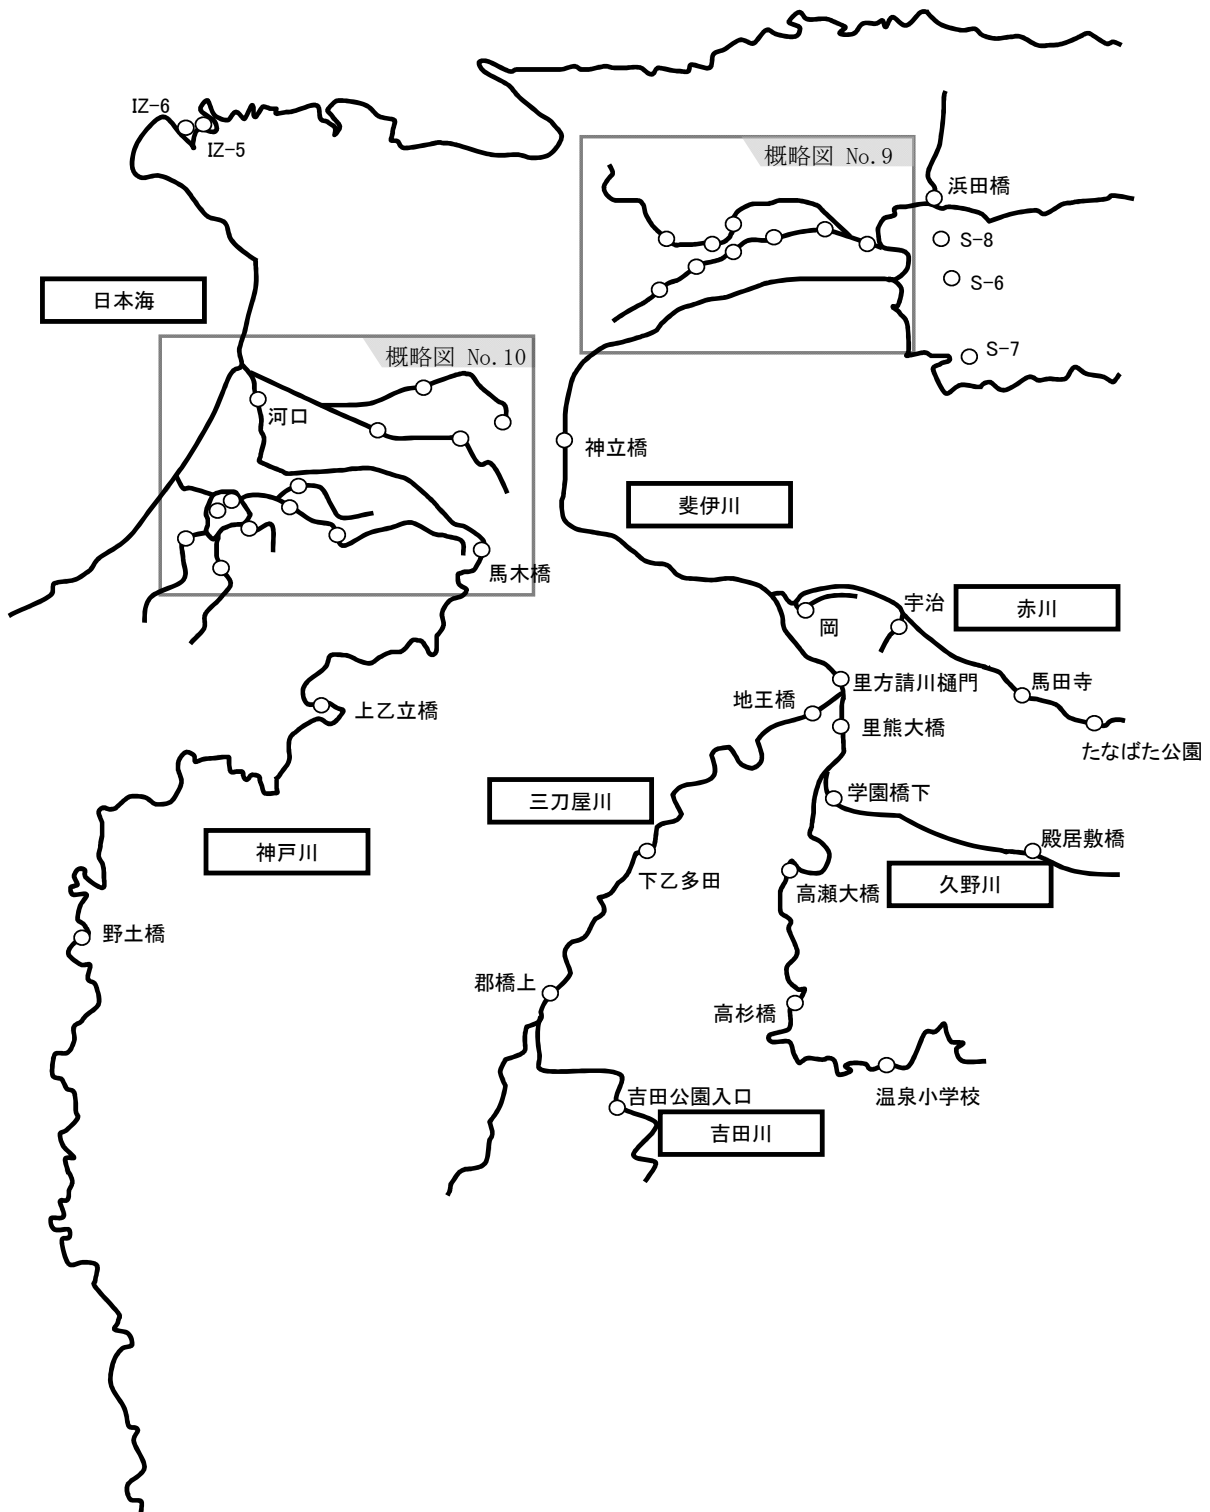 IZ-6
IZ-5
概略図 No.9
浜田橋
S-8
S-6
S-7
日本海
概略図 No.10
河口
神立橋
斐伊川
馬木橋
宇治
赤川
岡
里方請川樋門
馬田寺
地王橋
上乙立橋
里熊大橋
たなばた公園
三刀屋川
学園橋下
神戸川
殿居敷橋
下乙多田
高瀬大橋
久野川
野土橋
郡橋上
高杉橋
吉田公園入口
温泉小学校
吉田川